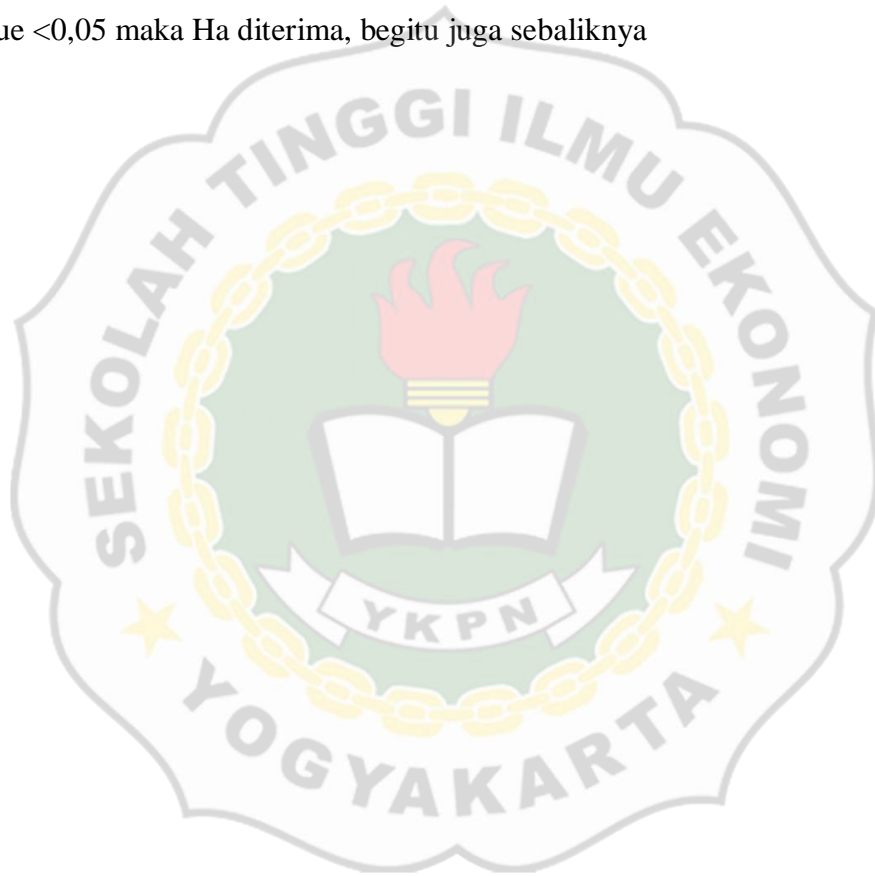 ue <0,05 maka Ha diterima, begitu juga sebaliknya
SEKOLAH TINGGI ILMU EKONOMI
YKPN
YOGYAKARTA